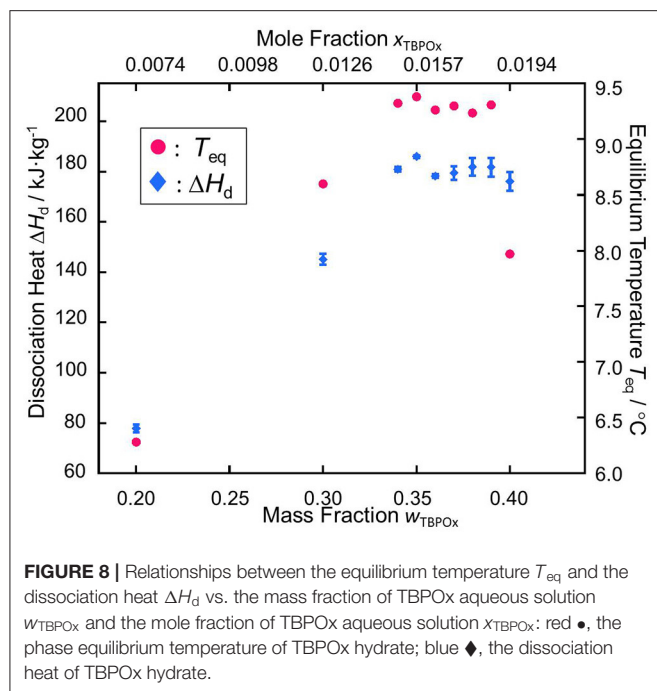 Mole Fraction xTBPOx
0.0074 0.0098 0.0126 0.0157 0.0194
Dissociation Heat ΔHd / kJ·kg-1
200
180
160
140
120
100
80
60
: Teq
: ΔHd
9.5
9.0
8.5
8.0
7.5
7.0
6.5
6.0
Equilibrium Temperature Teq / °C
0.20 0.25 0.30 0.35 0.40
Mass Fraction wTBPOx
FIGURE 8 | Relationships between the equilibrium temperature Teq and the
dissociation heat ΔHd vs. the mass fraction of TBPOx aqueous solution
wTBPOx and the mole fraction of TBPOx aqueous solution xTBPOx: red ●, the
phase equilibrium temperature of TBPOx hydrate; blue ◆, the dissociation
heat of TBPOx hydrate.